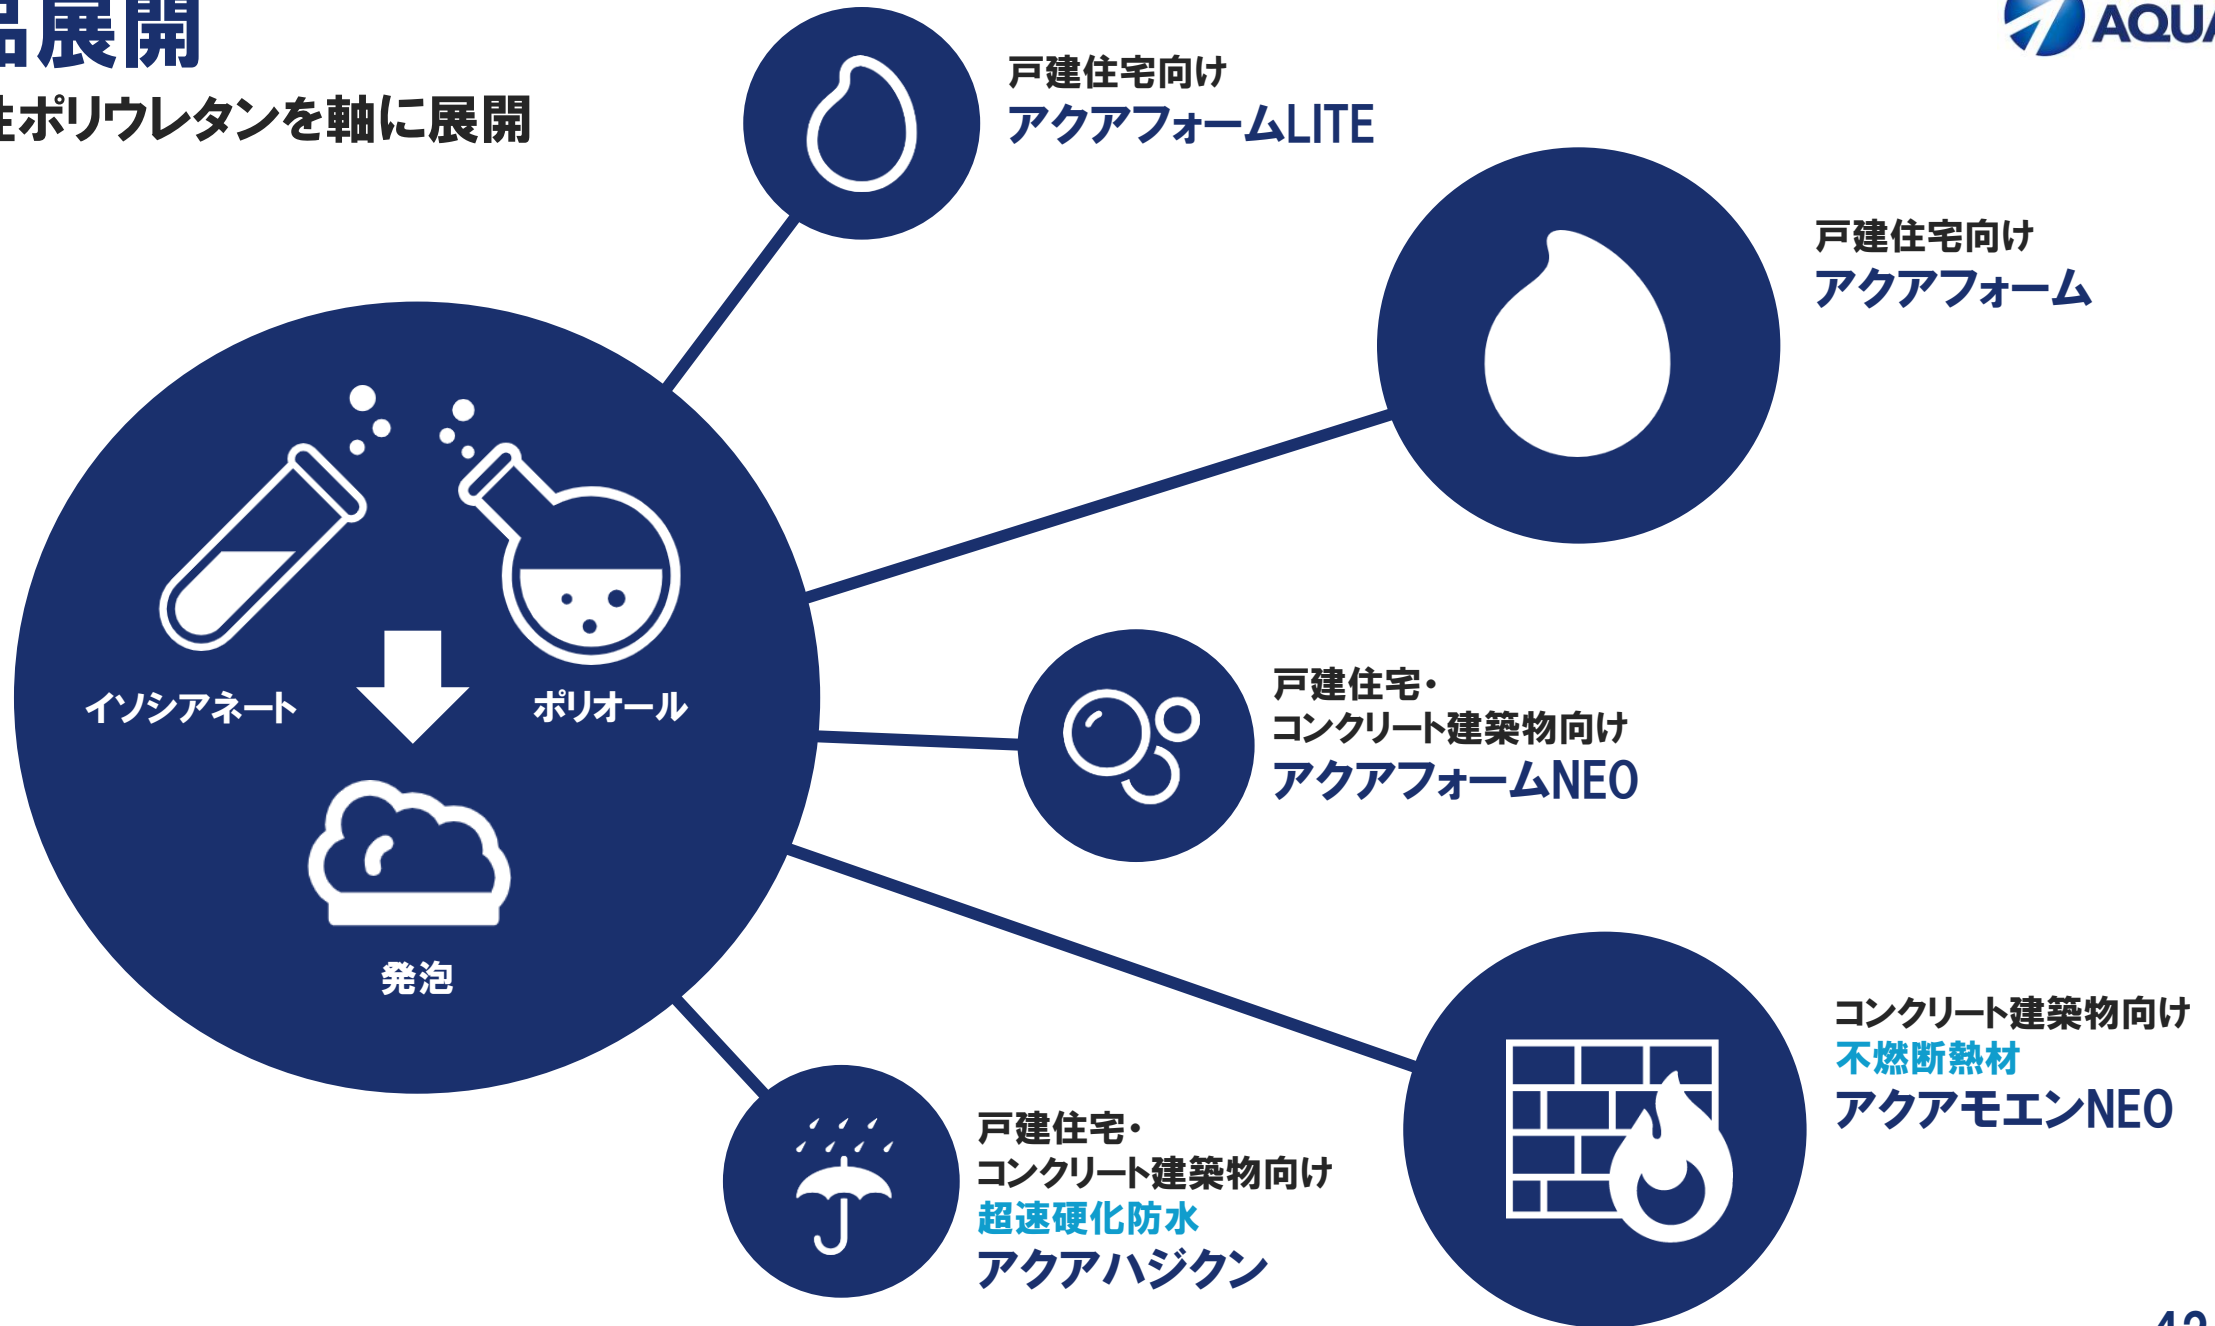 品展開
性ポリウレタンを軸に展開
AQUA
戸建住宅向け
アクアフォームLITE
戸建住宅向け
アクアフォーム
イソシアネート
ポリオール
発泡
戸建住宅・
コンクリート建築物向け
アクアフォームNEO
コンクリート建築物向け
不燃断熱材
アクアモエンNEO
戸建住宅・
コンクリート建築物向け
超速硬化防水
アクアハジクン